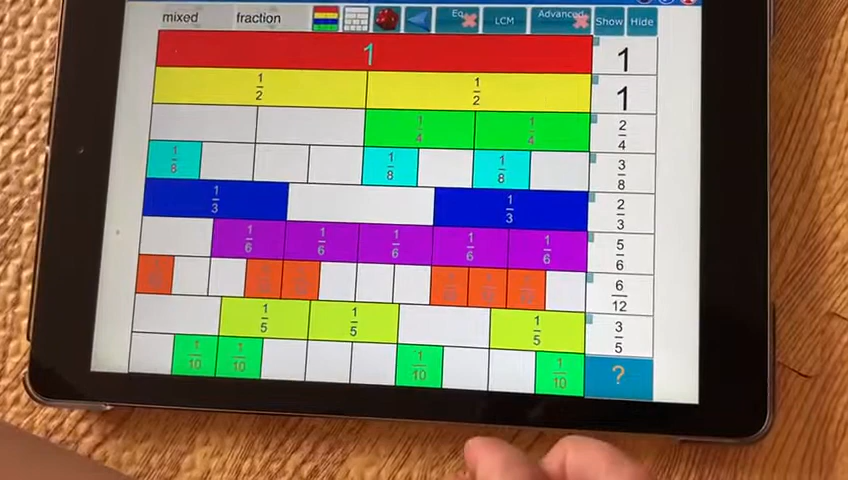 mixed fraction Eq LCM Advanced Show Hide
1 1
1/2 1/2 1
1/4 1/4 2/4
1/8 1/8 1/8 3/8
1/3 1/3 2/3
1/6 1/6 1/6 1/6 1/6 5/6
6/12
1/5 1/5 1/5 3/5
1/10 1/10 1/10 1/10 ?